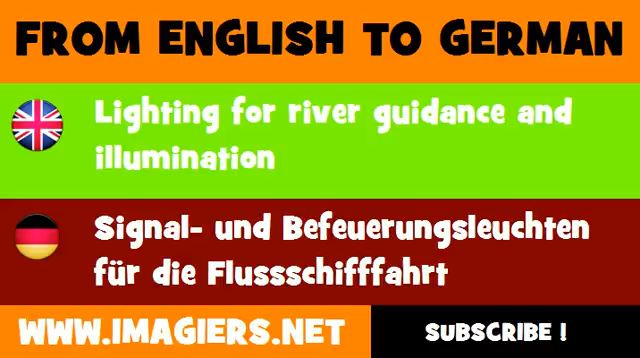 FROM ENGLISH TO GERMAN
Lighting for river guidance and
illumination
Signal- und Befeuerungsleuchten
für die Flussschifffahrt
WWW.IMAGIERS.NET
SUBSCRIBE !